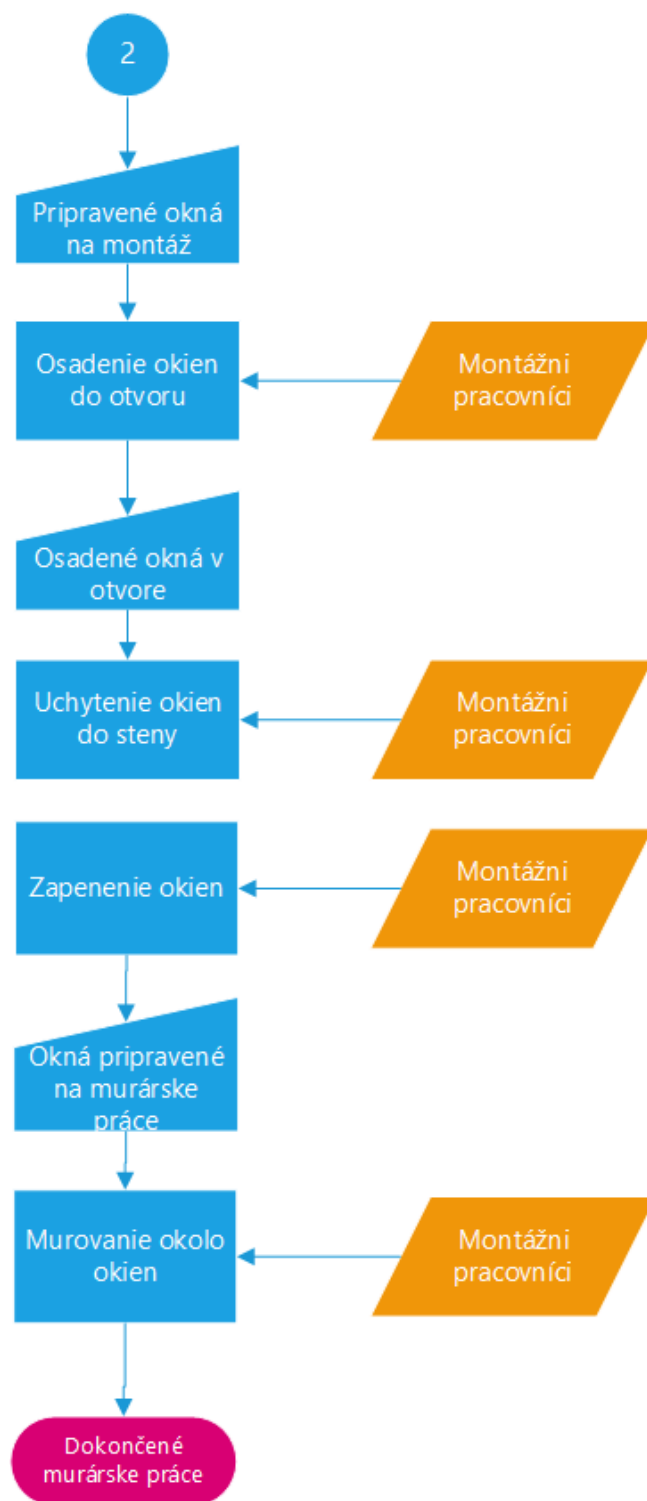 2
Pripravené okná
na montáž
Osadenie okien
do otvoru
Montážni
pracovníci
Osadené okná v
otvore
Uchytenie okien
do steny
Montážni
pracovníci
Zapenenie okien
Montážni
pracovníci
Okná pripravené
na murárske
práce
Murovanie okolo
okien
Montážni
pracovníci
Dokončené
murárske práce